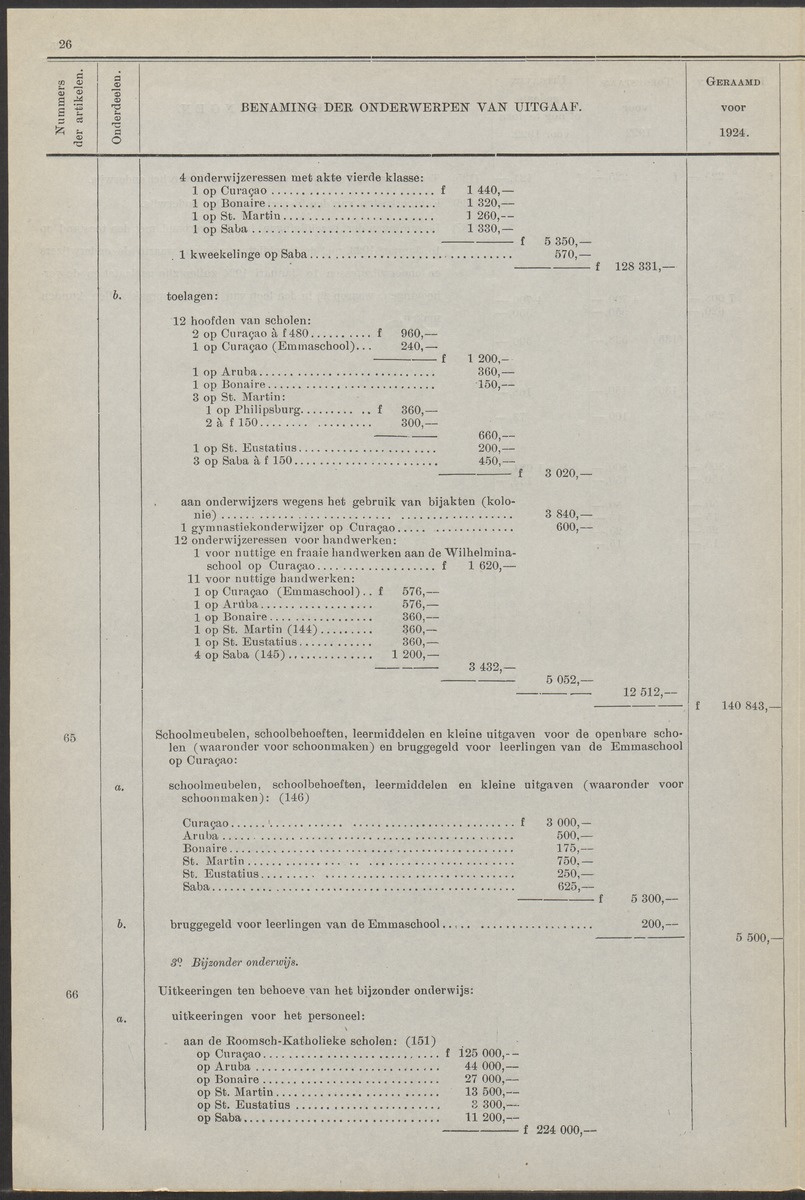 26
Nummers der artikelen.
Onderdeelen.
BENAMING DER ONDERWERPEN VAN UITGAAF.
GERAAMD
voor
1924.
4 onderwijzeressen met akte vierde klasse:
1 op Curaçao .......................... f 1 440,—
1 op Bonaire .......................... 1 320,—
1 op St. Martin ........................ 1 260,—
1 op Saba ............................ 1 330,—
f 5 350,—
1 kweekelinge op Saba ................................ 570,—
f 128 331,—
b. toelagen:
12 hoofden van scholen:
2 op Curaçao à f 480 .......... f 960,—
1 op Curaçao (Emmaschool)... 240,—
f 1 200,—
1 op Aruba ............................ 360,—
1 op Bonaire .......................... 150,—
3 op St. Martin:
1 op Philipsburg ........... f 360,—
2 à f 150 .................. 300,—
660,—
1 op St. Eustatius ...................... 200,—
3 op Saba à f 150 ....................... 450,—
f 3 020,—
aan onderwijzers wegens het gebruik van bijakten (kolo-
nie) ................................................ 3 840,—
1 gymnastiekonderwijzer op Curaçao ................... 600,—
12 onderwijzeressen voor handwerken:
1 voor nuttige en fraaie handwerken aan de Wilhelmina-
school op Curaçao .................... f 1 620,—
11 voor nuttige handwerken:
1 op Curaçao (Emmaschool) .. f 576,—
1 op Aruba .................. 576,—
1 op Bonaire ................. 360,—
1 op St. Martin (144) ......... 360,—
1 op St. Eustatius ............ 360,—
4 op Saba (145) .............. 1 200,—
3 432,—
5 052,—
12 512,—
f 140 843,—
65 Schoolmeubelen, schoolbehoeften, leermiddelen en kleine uitgaven voor de openbare scho-
len (waaronder voor schoonmaken) en bruggegeld voor leerlingen van de Emmaschool
op Curaçao:
a. schoolmeubelen, schoolbehoeften, leermiddelen en kleine uitgaven (waaronder voor
schoonmaken): (146)
Curaçao .............................................. f 3 000,—
Aruba ................................................ 500,—
Bonaire ............................................... 175,—
St. Martin ............................................ 750,—
St. Eustatius .......................................... 250,—
Saba .................................................. 625,—
f 5 300,—
b. bruggegeld voor leerlingen van de Emmaschool ........................ 200,—
5 500,—
3º Bijzonder onderwijs.
66 Uitkeeringen ten behoeve van het bijzonder onderwijs:
a. uitkeeringen voor het personeel:
aan de Roomsch-Katholieke scholen: (151)
op Curaçao ............................ f 125 000,—
op Aruba .............................. 44 000,—
op Bonaire ............................ 27 000,—
op St. Martin .......................... 13 500,—
op St. Eustatius ....................... 3 300,—
op Saba ............................... 11 200,—
f 224 000,—